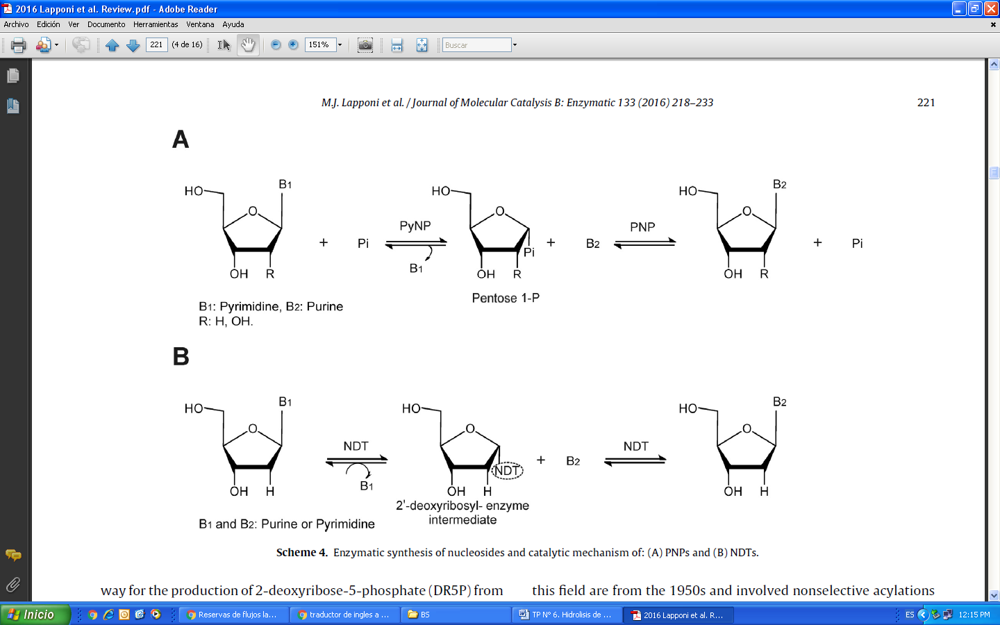 2016 Lapponi et al. Review.pdf - Adobe Reader
Archivo Edición Ver Documento Herramientas Ventana Ayuda
221 (4 de 16) 151% Buscar
M.J. Lapponi et al. / Journal of Molecular Catalysis B: Enzymatic 133 (2016) 218–233 221
A
HO B1 HO HO B2
O O O
+ Pi PyNP + B2 PNP + Pi
B1 Pi
OH R OH R OH R
Pentose 1-P
B1: Pyrimidine, B2: Purine
R: H, OH.
B
HO B1 HO HO B2
O O O
NDT + B2 NDT
B1 NDT
OH H OH H OH H
2'-deoxyribosyl- enzyme
intermediate
B1 and B2: Purine or Pyrimidine
Scheme 4. Enzymatic synthesis of nucleosides and catalytic mechanism of: (A) PNPs and (B) NDTs.
way for the production of 2-deoxyribose-5-phosphate (DR5P) from
this field are from the 1950s and involved nonselective acylations
Inicio Reservas de flujos la... traductor de ingles a ... BS TP N° 6. Hidrolisis de ... 2016 Lapponi et al. R... ES 12:15 PM